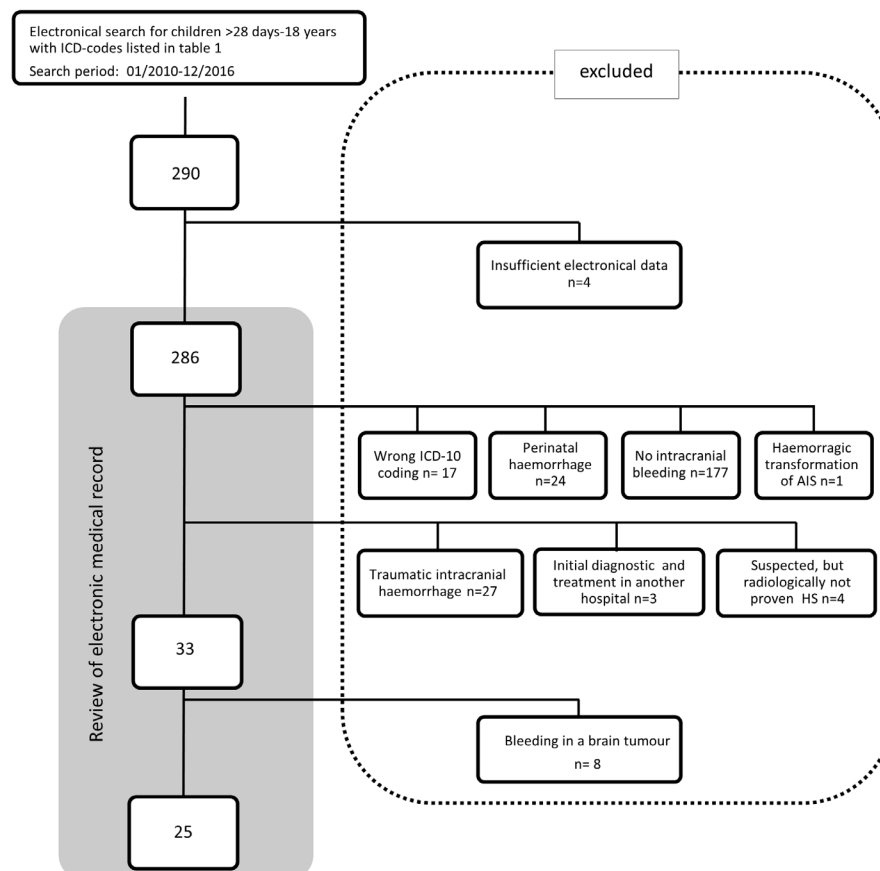 Electronical search for children >28 days-18 years
with ICD-codes listed in table 1
Search period: 01/2010-12/2016
excluded
290
Insufficient electronical data
n=4
286
Wrong ICD-10
coding n= 17
Perinatal
haemorrhage
n=24
No intracranial
bleeding n=177
Haemorragic
transformation
of AIS n=1
Traumatic intracranial
haemorrhage n=27
Initial diagnostic and
treatment in another
hospital n=3
Suspected, but
radiologically not
proven HS n=4
Review of electronic medical record
33
Bleeding in a brain tumour
n= 8
25